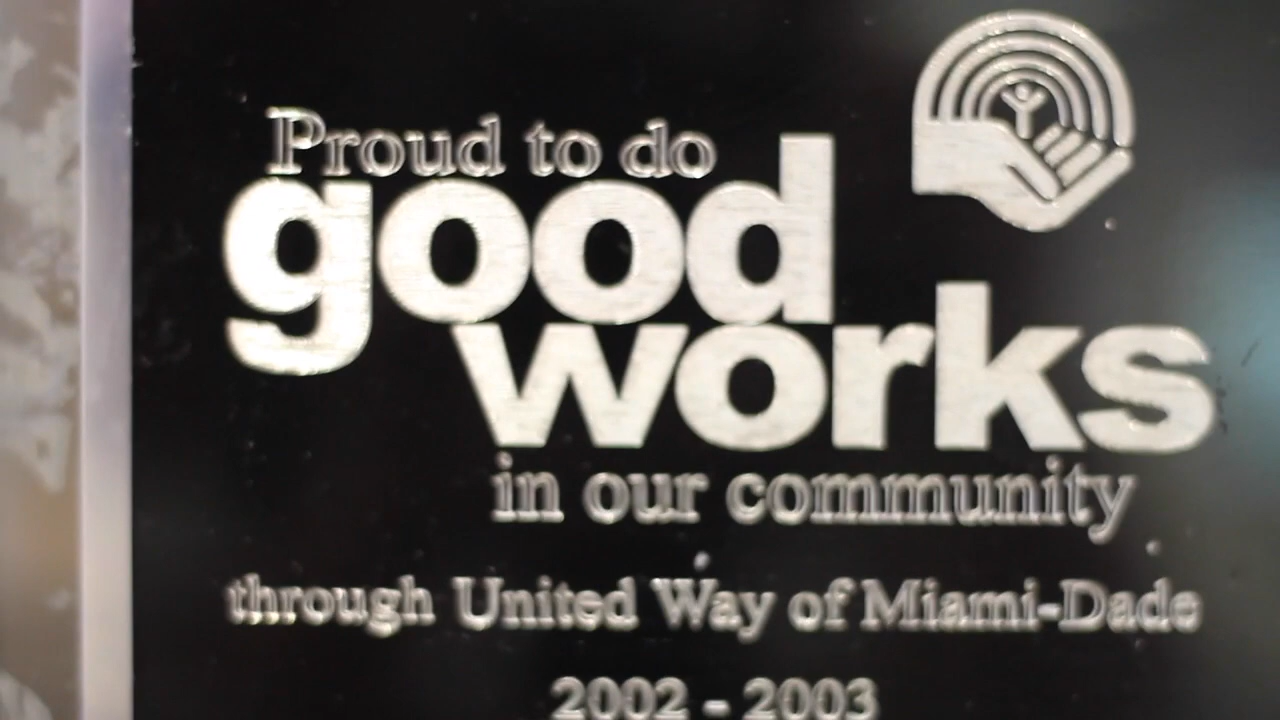 Proud to do
good
works
in our community
through United Way of Miami-Dade
2002 - 2003